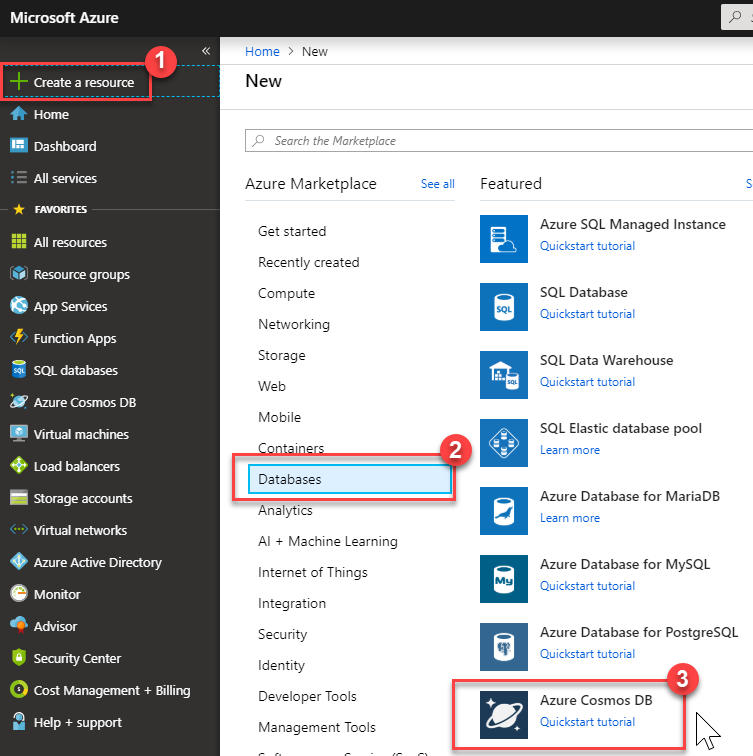 Microsoft Azure
«
1
Create a resource
Home
Dashboard
All services
FAVORITES
All resources
Resource groups
App Services
Function Apps
SQL databases
Azure Cosmos DB
Virtual machines
Load balancers
Storage accounts
Virtual networks
Azure Active Directory
Monitor
Advisor
Security Center
Cost Management + Billing
Help + support
Home > New
New
Search the Marketplace
Azure Marketplace
See all
Get started
Recently created
Compute
Networking
Storage
Web
Mobile
Containers
2
Databases
Analytics
AI + Machine Learning
Internet of Things
Integration
Security
Identity
Developer Tools
Management Tools
Featured
S
Azure SQL Managed Instance
Quickstart tutorial
SQL Database
Quickstart tutorial
SQL Data Warehouse
Quickstart tutorial
SQL Elastic database pool
Learn more
Azure Database for MariaDB
Learn more
Azure Database for MySQL
Quickstart tutorial
Azure Database for PostgreSQL
Quickstart tutorial
3
Azure Cosmos DB
Quickstart tutorial